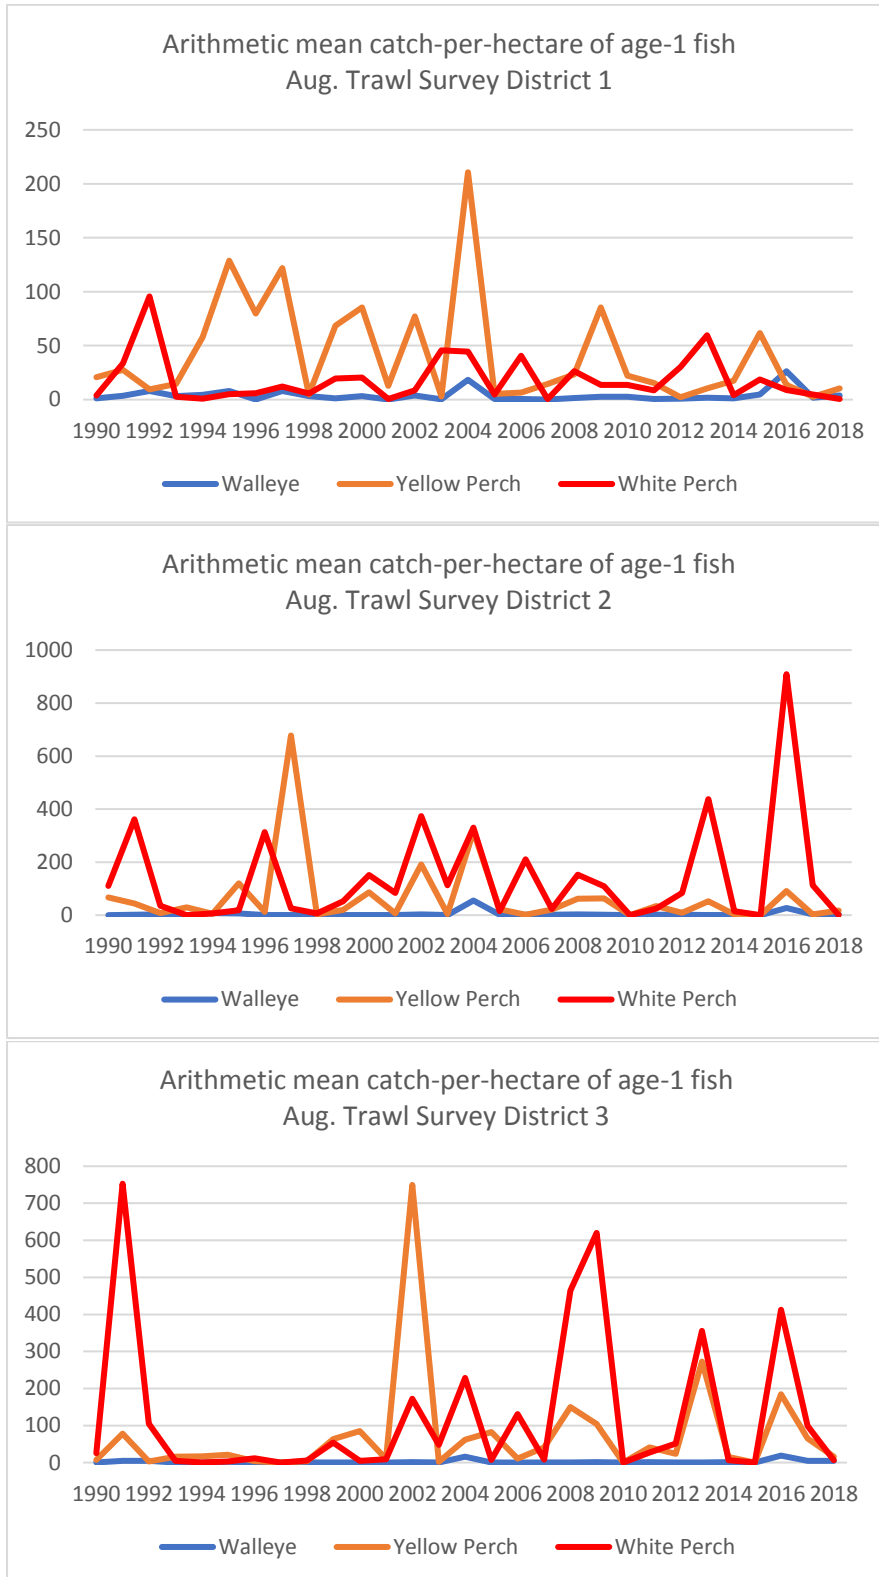 Arithmetic mean catch-per-hectare of age-1 fish
Aug. Trawl Survey District 1
250
200
150
100
50
0
1990 1992 1994 1996 1998 2000 2002 2004 2006 2008 2010 2012 2014 2016 2018
Walleye Yellow Perch White Perch
Arithmetic mean catch-per-hectare of age-1 fish
Aug. Trawl Survey District 2
1000
800
600
400
200
0
1990 1992 1994 1996 1998 2000 2002 2004 2006 2008 2010 2012 2014 2016 2018
Walleye Yellow Perch White Perch
Arithmetic mean catch-per-hectare of age-1 fish
Aug. Trawl Survey District 3
800
700
600
500
400
300
200
100
0
1990 1992 1994 1996 1998 2000 2002 2004 2006 2008 2010 2012 2014 2016 2018
Walleye Yellow Perch White Perch